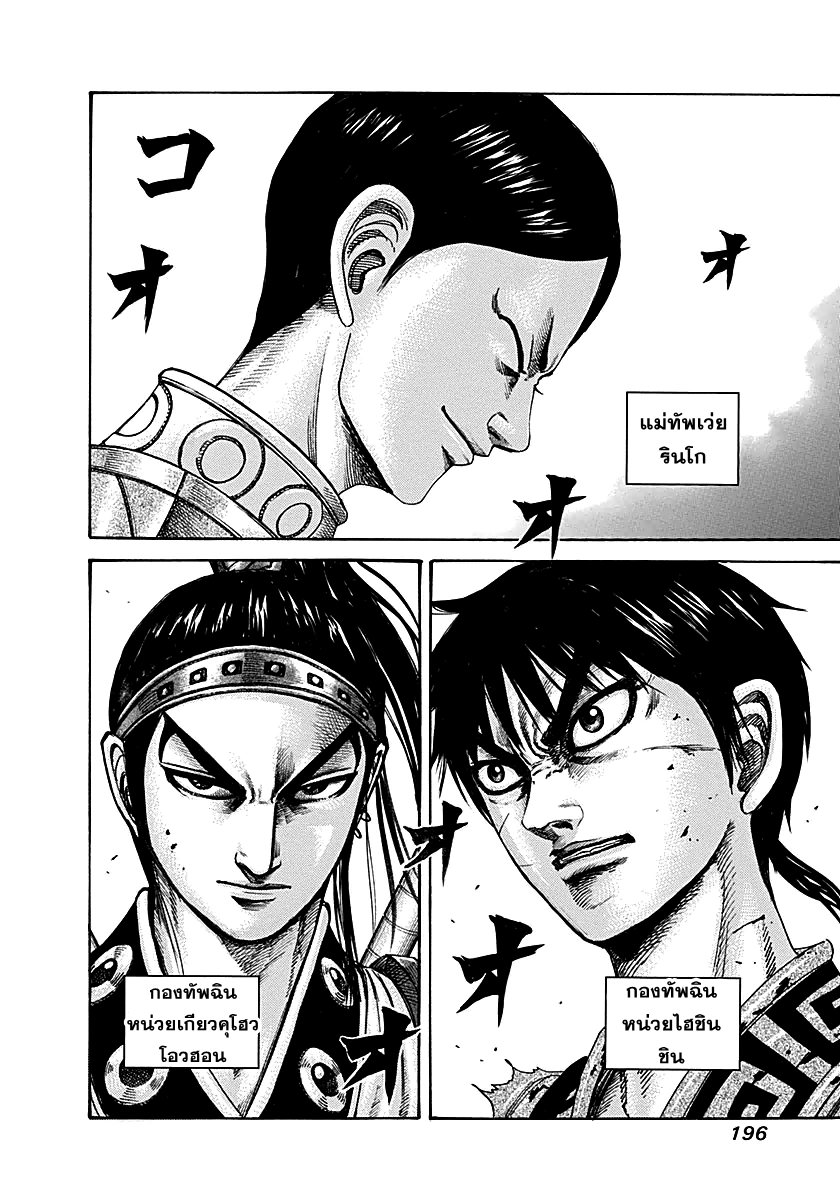 コ
オ
オ
แม่ทัพเว่ย
รินโก
オ
กองทัพฉิน
หน่วยไฮชิน
ชิน
オ
オ
オ
กองทัพฉิน
หน่วยเกียวคุโฮว
โอวฮอน
196